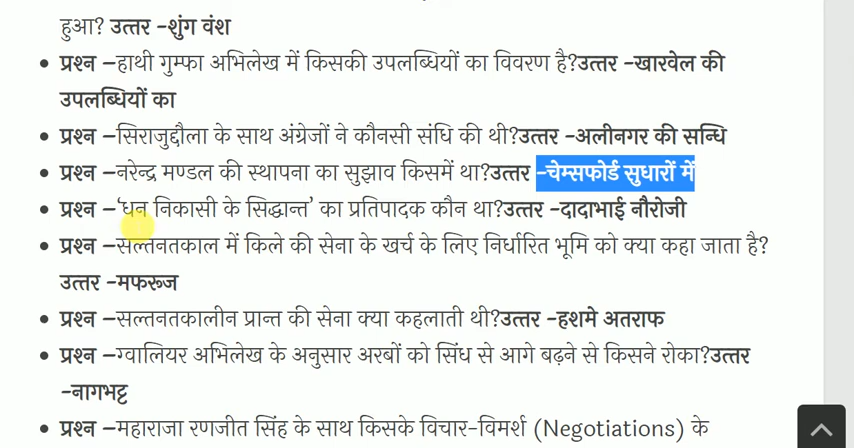 हुआ? उत्तर –शुंग वंश
प्रश्न –हाथी गुम्फा अभिलेख में किसकी उपलब्धियों का विवरण है?उत्तर –खारवेल की
उपलब्धियों का
प्रश्न –सिराजुद्दौला के साथ अंग्रेजों ने कौनसी संधि की थी?उत्तर –अलीनगर की सन्धि
प्रश्न –नरेन्द्र मण्डल की स्थापना का सुझाव किसमें था?उत्तर –चेम्सफोर्ड सुधारों में
प्रश्न –‘धन निकासी के सिद्धान्त’ का प्रतिपादक कौन था?उत्तर –दादाभाई नौरोजी
प्रश्न –सल्तनतकाल में किले की सेना के खर्च के लिए निर्धारित भूमि को क्या कहा जाता है?
उत्तर –मफरूज
प्रश्न –सल्तनतकालीन प्रान्त की सेना क्या कहलाती थी?उत्तर –हशमे अतराफ
प्रश्न –ग्वालियर अभिलेख के अनुसार अरबों को सिंध से आगे बढ़ने से किसने रोका?उत्तर
–नागभट्ट
प्रश्न –महाराजा रणजीत सिंह के साथ किसके विचार-विमर्श (Negotiations) के